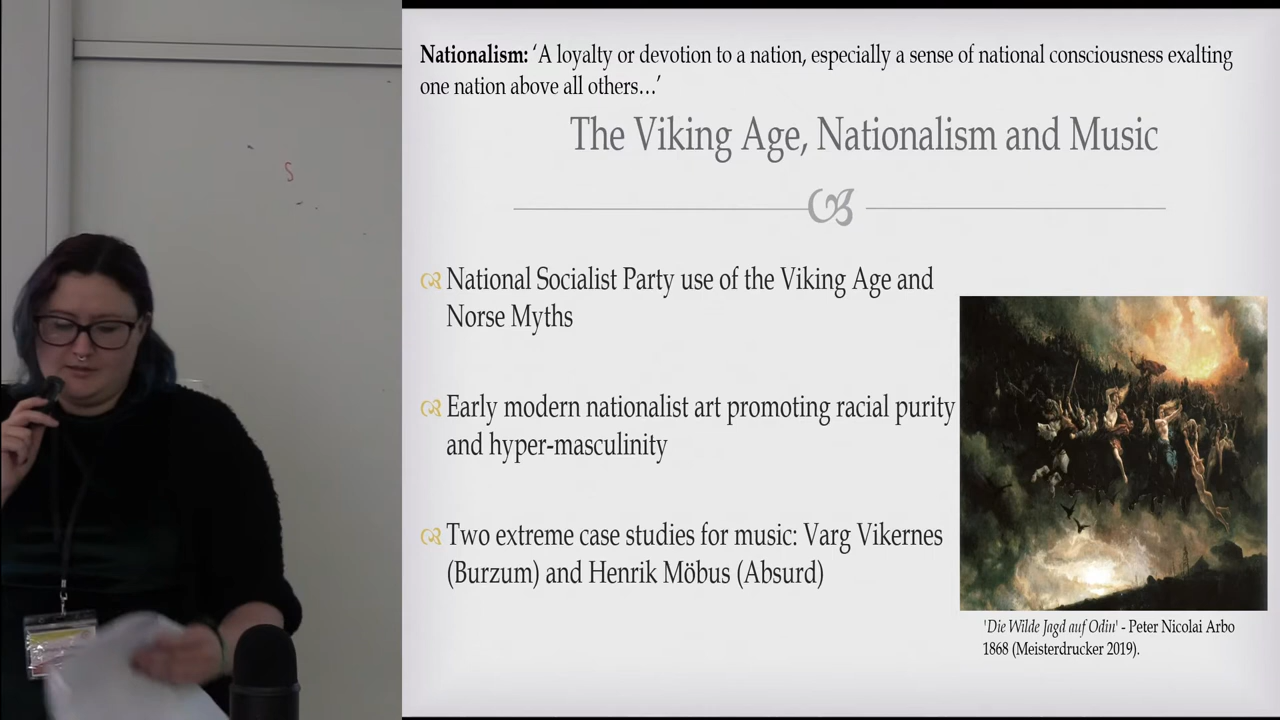 Nationalism: ‘A loyalty or devotion to a nation, especially a sense of national consciousness exalting
one nation above all others…’
The Viking Age, Nationalism and Music
National Socialist Party use of the Viking Age and
Norse Myths
Early modern nationalist art promoting racial purity
and hyper-masculinity
Two extreme case studies for music: Varg Vikernes
(Burzum) and Henrik Möbus (Absurd)
'Die Wilde Jagd auf Odin' - Peter Nicolai Arbo
1868 (Meisterdrucker 2019).
S